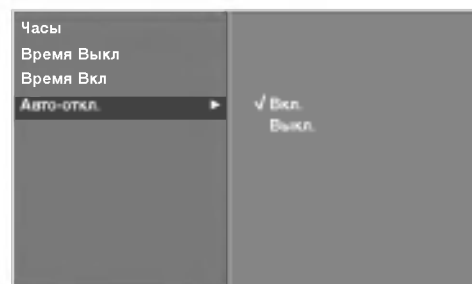 Часы
Время Выкл
Время Вкл
Авто-откл. ►
√ Вкл.
Выкл.